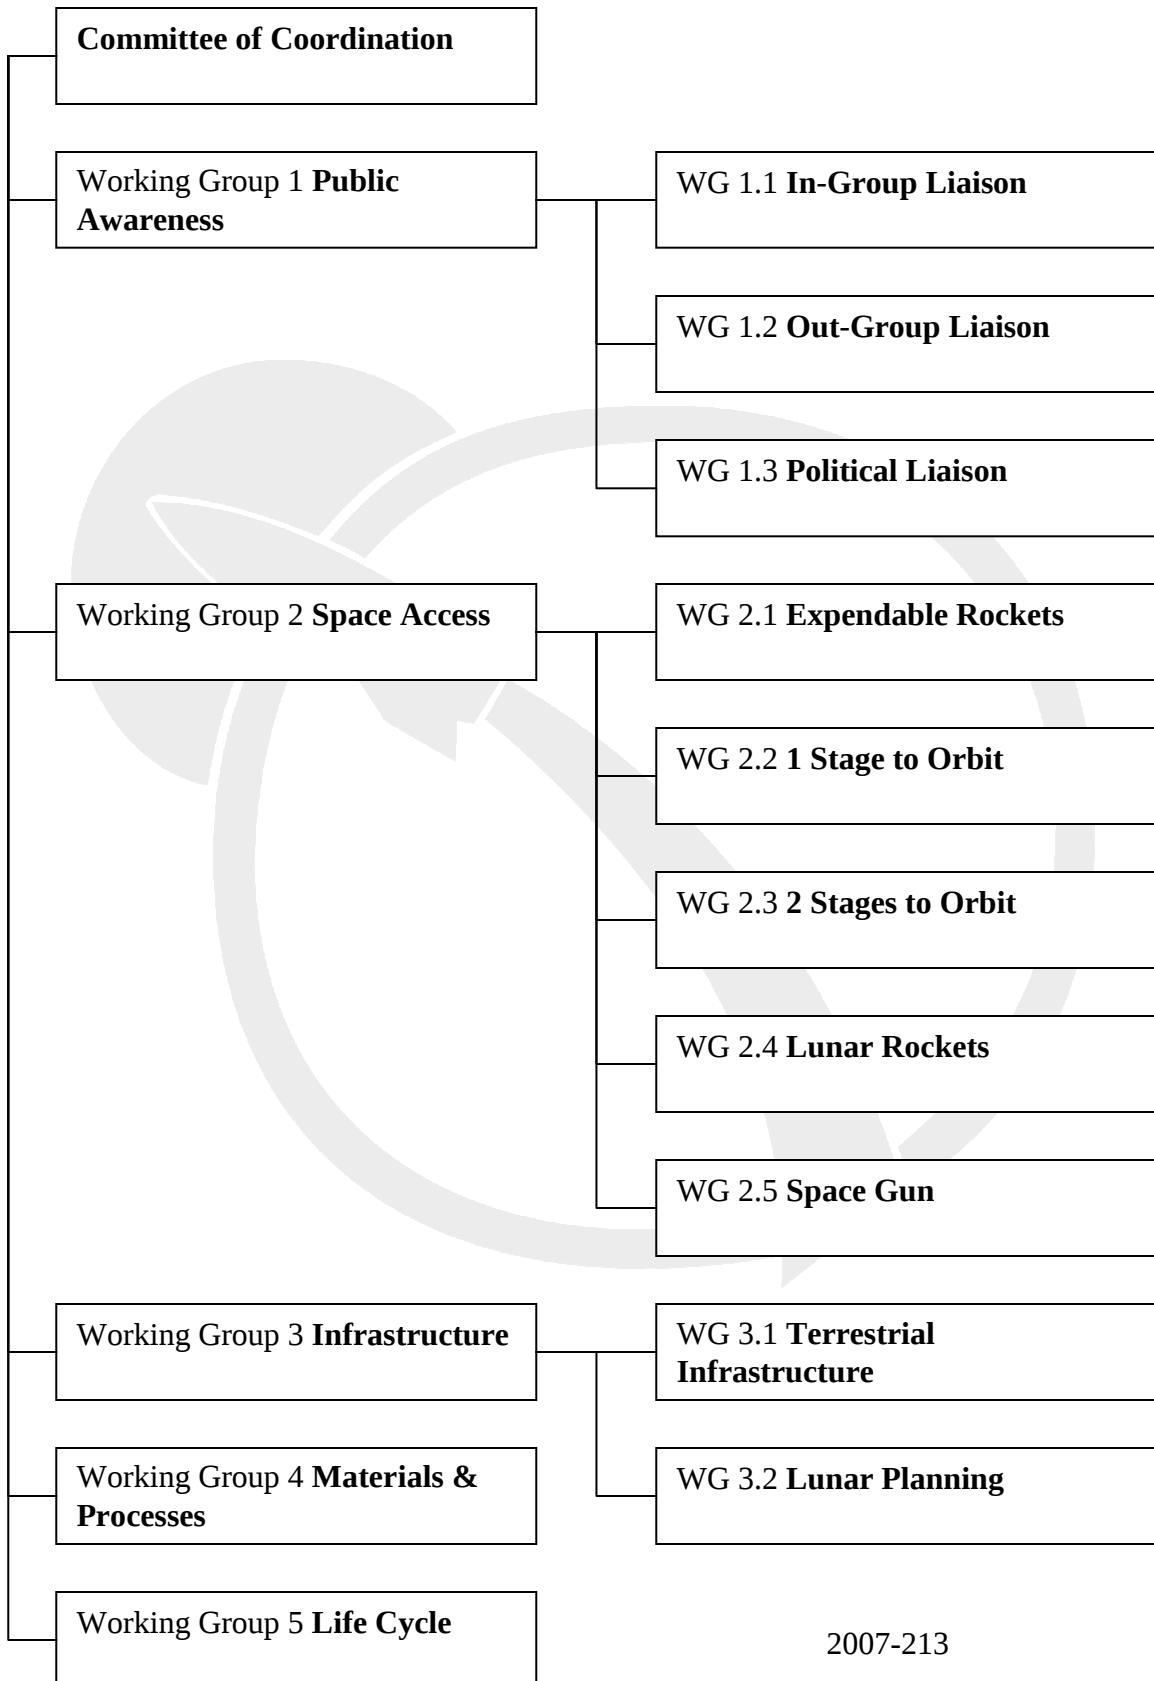 Committee of Coordination
Working Group 1 Public
Awareness
WG 1.1 In-Group Liaison
WG 1.2 Out-Group Liaison
WG 1.3 Political Liaison
Working Group 2 Space Access
WG 2.1 Expendable Rockets
WG 2.2 1 Stage to Orbit
WG 2.3 2 Stages to Orbit
WG 2.4 Lunar Rockets
WG 2.5 Space Gun
Working Group 3 Infrastructure
WG 3.1 Terrestrial
Infrastructure
WG 3.2 Lunar Planning
Working Group 4 Materials &
Processes
Working Group 5 Life Cycle
2007-213